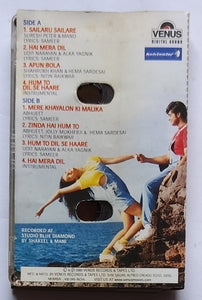 SIDE A
1. SAILARU SAILARE
SURESH PETER & MANO
LYRICS: SAMEER
2. HAI MERA DIL
UDIT NARAYAN & ALKA YAGNIK
LYRICS: SAMEER
3. APUN BOLA
SHAHRUKH KHAN & HEMA SARDESAI
LYRICS: NITIN RAIKWAR
4. HUM TO
DIL SE HAARE
INSTRUMENTAL
SIDE B
1. MERE KHAYALON KI MALIKA
ABHIJEET
LYRICS: SAMEER
2. ZINDA HAI HUM TO
ABHIJEET, JOLLY MUKHERJI & HEMA SARDESAI
LYRICS: NITIN RAIKWAR
3. HUM TO DIL SE HAARE
UDIT NARAYAN & ALKA YAGNIK
LYRICS: SAMEER
4. HAI MERA DIL
INSTRUMENTAL
RECORDED AT
STUDIO BLUE DIAMOND
BY SHAKEEL & MANI
VENUS
DIGITAL SOUND